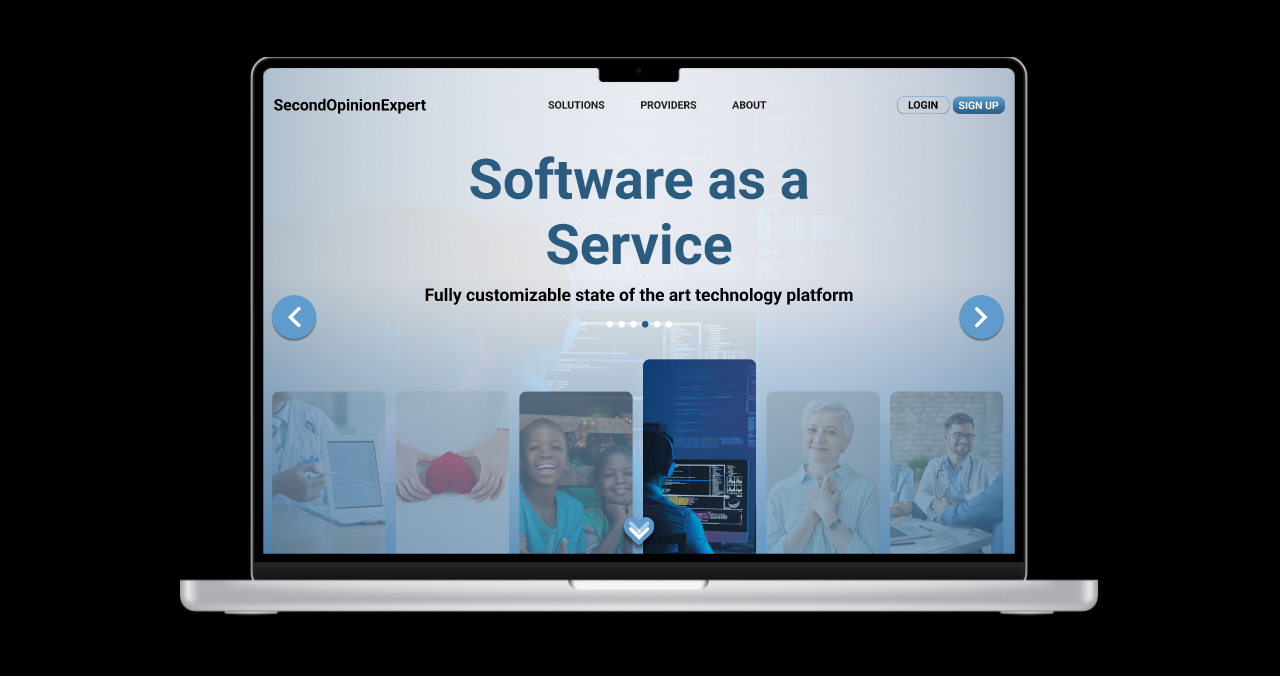 SecondOpinionExpert
SOLUTIONS PROVIDERS ABOUT
LOGIN SIGN UP
Software as a
Service
Fully customizable state of the art technology platform